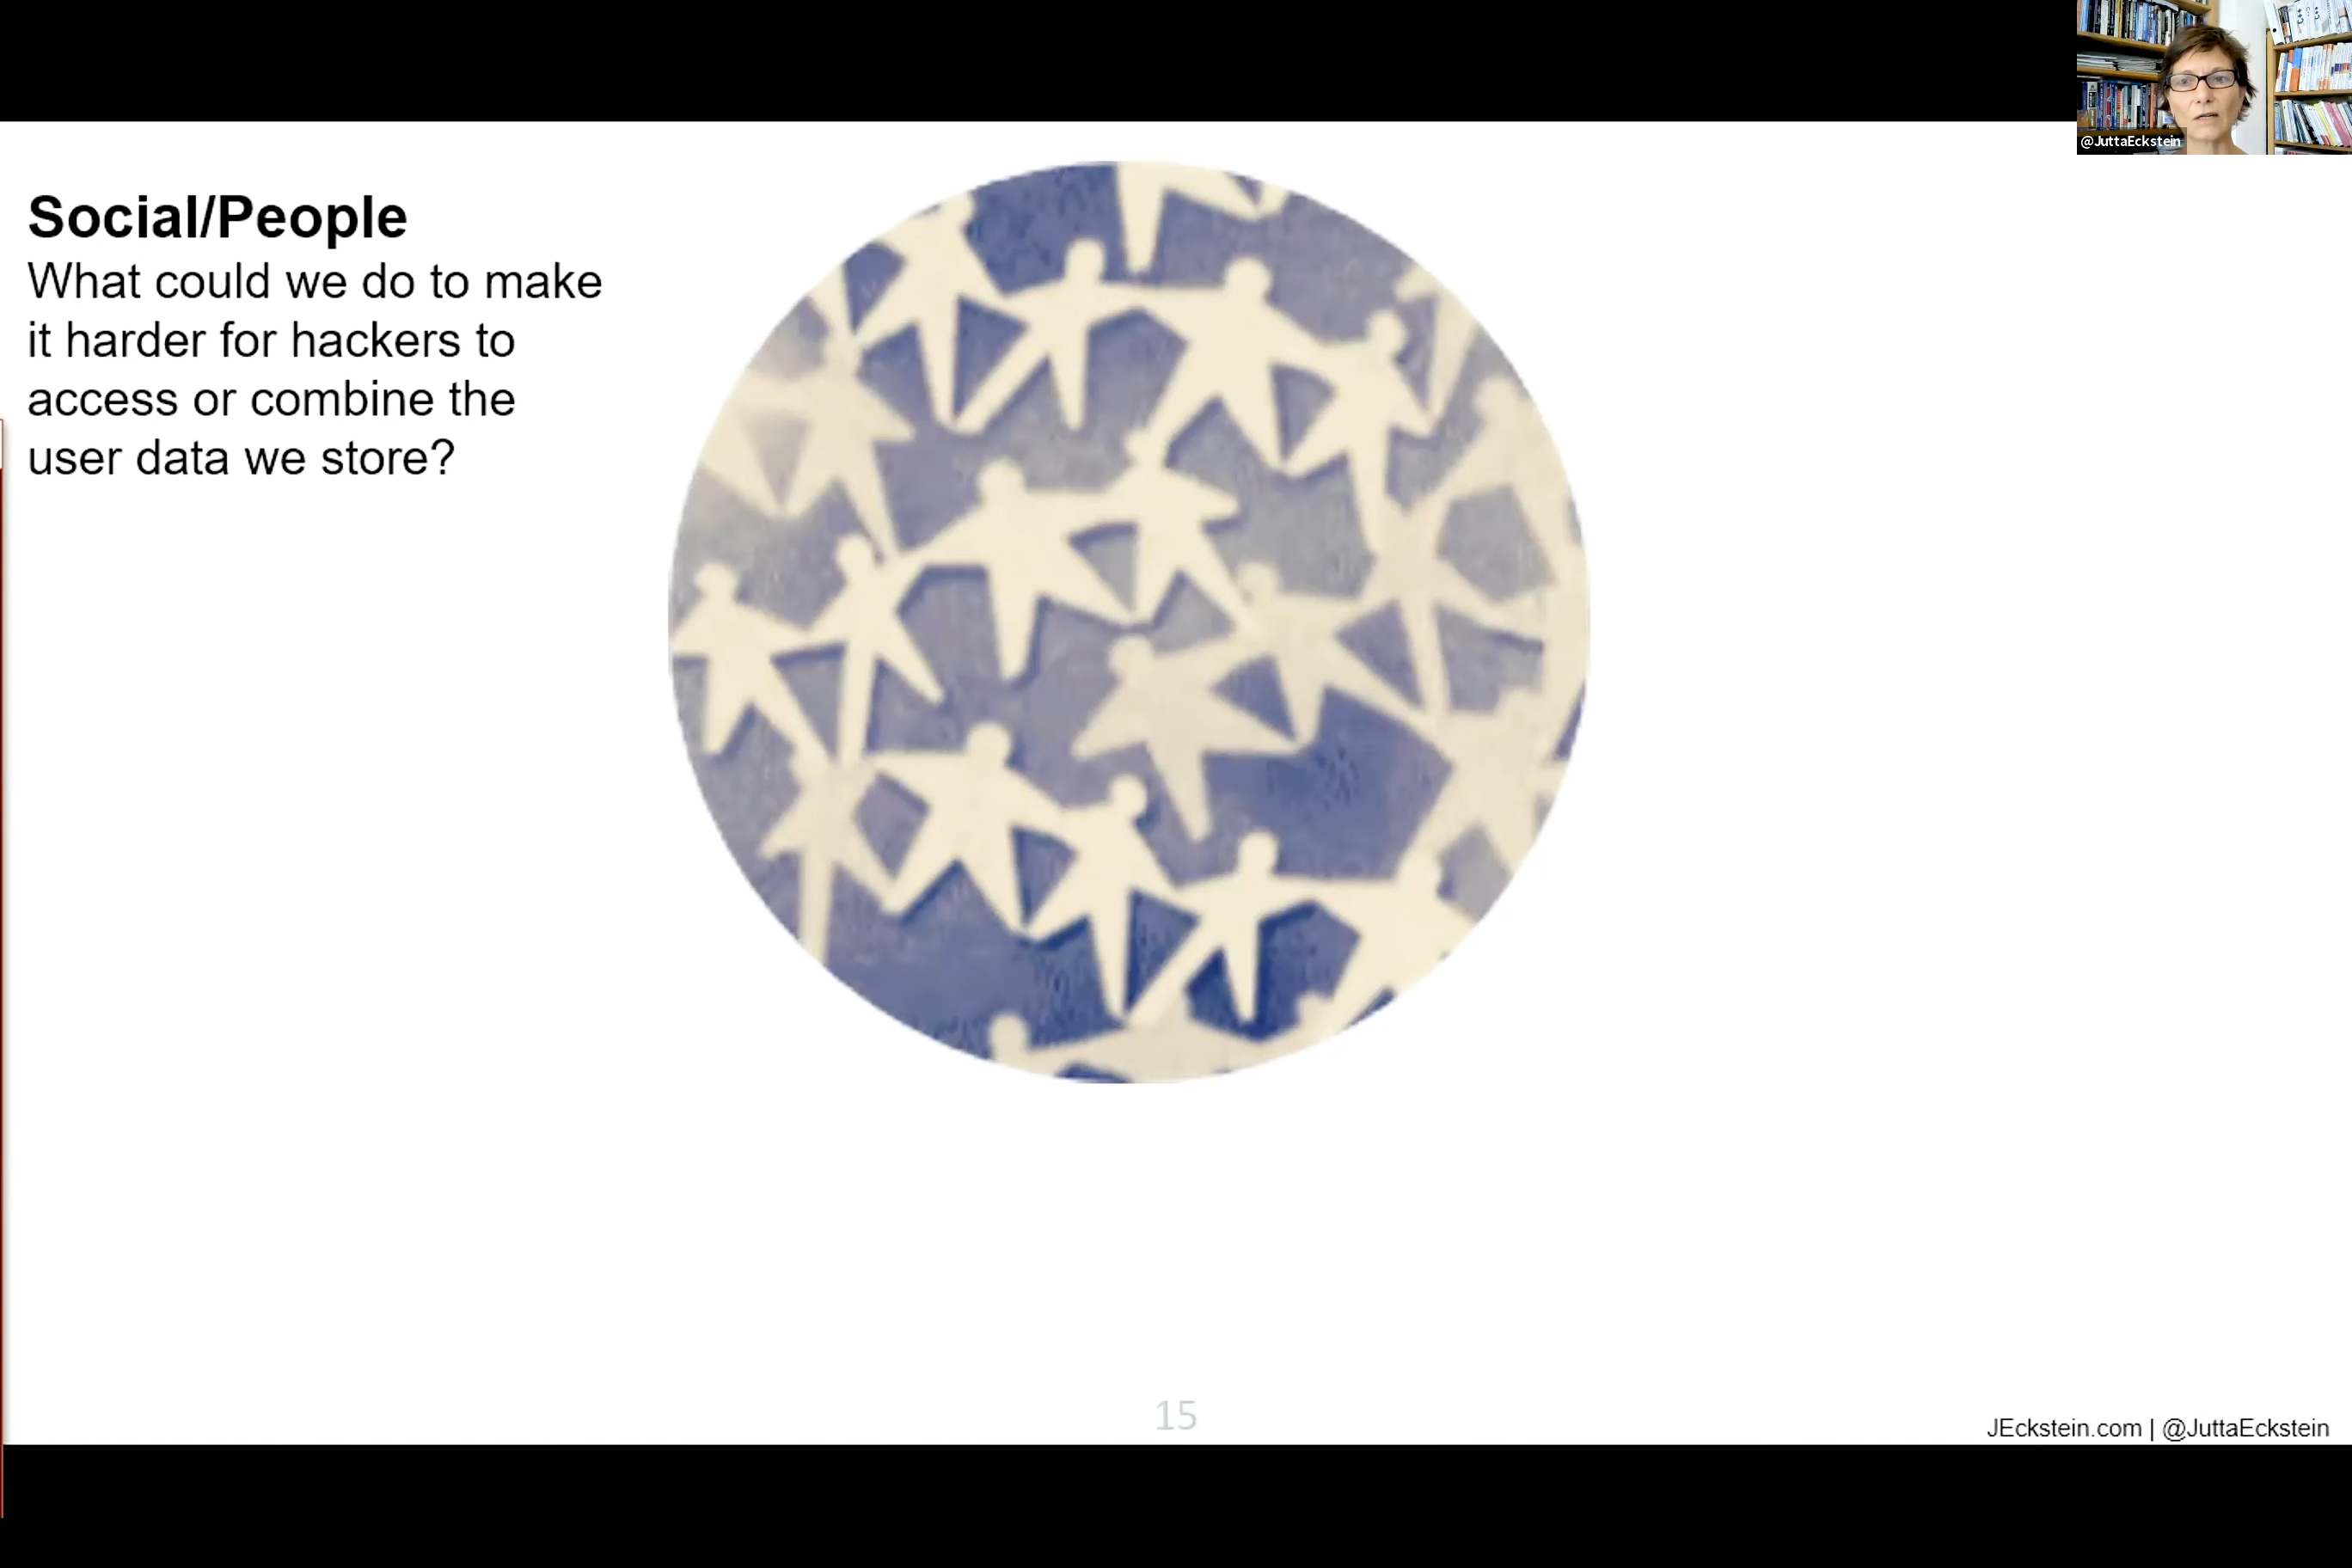 @JuttaEckstein
Social/People
What could we do to make
it harder for hackers to
access or combine the
user data we store?
15
JEckstein.com | @JuttaEckstein